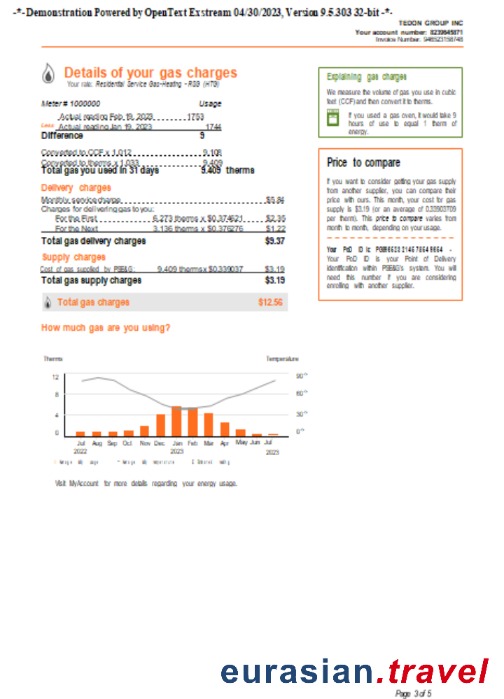 -*- Demonstration Powered by OpenText Exstream 04/30/2023, Version 9.5.303 32-bit -*-
TEDON GROUP INC
Your account number: 8239645871
Invoice Number:
Details of your gas charges
Your rate: Residential Service Gas-Heating - RSG (HTG)
Meter # 1000000 Usage
Actual reading Feb 19, 2023 1753
Less Actual reading Jan 19, 2023 1744
Difference 9
Converted to CCF x 1.012 9.108
Converted to therms x 1.033 9.409
Total gas you used in 31 days 9.409 therms
Delivery charges
Monthly service charge $5.84
Charges for delivering gas to you:
For the First 6.273 therms x $0.374621 $2.35
For the Next 3.136 therms x $0.376276 $1.22
Total gas delivery charges $9.37
Supply charges
Cost of gas supplied by PSE&G: 9.409 therms x $0.339037 $3.19
Total gas supply charges $3.19
Total gas charges $12.56
How much gas are you using?
Therms Temperature
12 90°
8 60°
4 30°
0 0°
Jul Aug Sep Oct Nov Dec Jan Feb Mar Apr May Jun Jul
2022 2023 2023
Visit MyAccount for more details regarding your energy usage.
Explaining gas charges
We measure the volume of gas you use in cubic
feet (CCF) and then convert it to therms.
If you used a gas oven, it would take 9
hours of use to equal 1 therm of
energy.
Price to compare
If you want to consider getting your gas supply
from another supplier, you can compare their
price with ours. This month, your cost for gas
supply is $3.19 (or an average of 0.33903709
per therm). This price to compare varies from
month to month, depending on your usage.
Your PoD ID is:
Your PoD ID is your Point of Delivery
identification within PSE&G's system. You will
need this number if you are considering
enrolling with another supplier.
eurasian.travel
Page 3 of 5